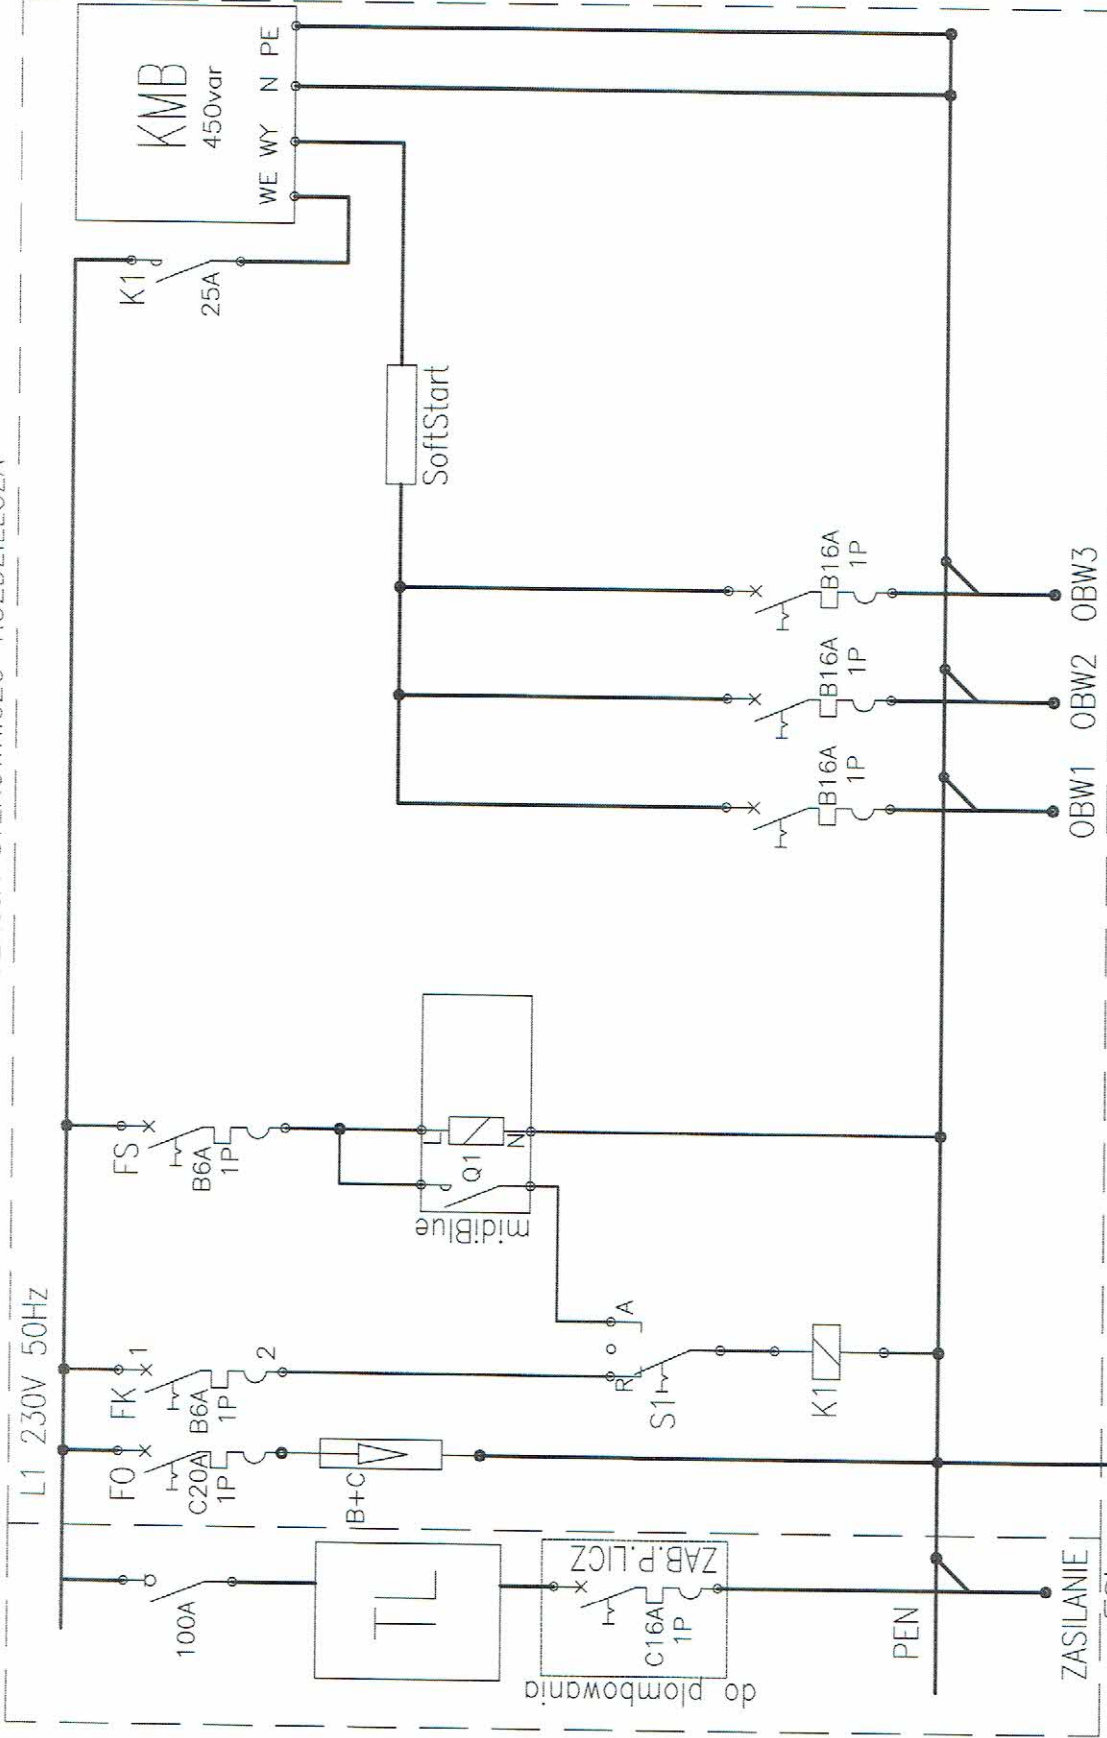 L1 230V 50Hz
100A
TL
do plombowania
ZAB.P.LICZ
C16A
1P
PEN
ZASILANIE
FO
C20A
1P
B+C
FK
1
B6A
1P
2
R
A
S1
K1
FS
B6A
1P
L
N
Q1
midiBlue
B16A
1P
B16A
1P
B16A
1P
OBW1
OBW2
OBW3
SoftStart
K1
25A
KMB
450var
WE WY N PE